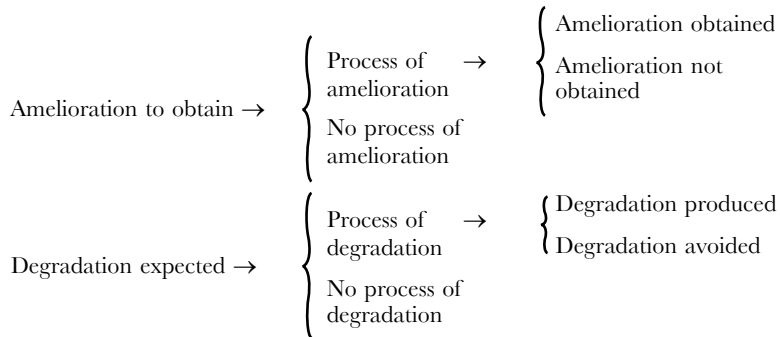 Amelioration to obtain →
Process of →
amelioration
No process of
amelioration
Amelioration obtained
Amelioration not
obtained
Degradation expected →
Process of →
degradation
No process of
degradation
Degradation produced
Degradation avoided